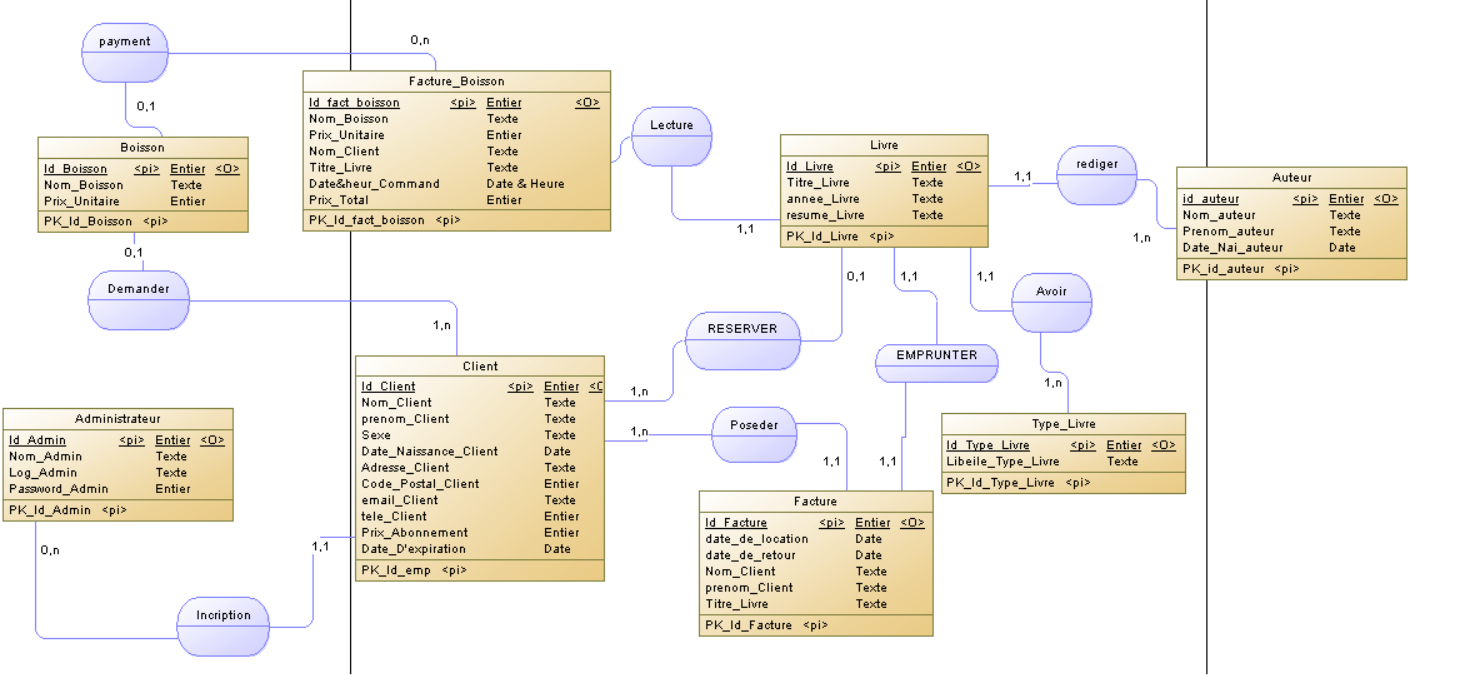 payment
0,n
0,1
Facture_Boisson
Id_fact_boisson <pi> Entier <O>
Nom_Boisson Texte
Prix_Unitaire Entier
Nom_Client Texte
Titre_Livre Texte
Date&heur_Command Date & Heure
Prix_Total Entier
PK_Id_fact_boisson <pi>
Lecture
1,1
Boisson
Id_Boisson <pi> Entier <O>
Nom_Boisson Texte
Prix_Unitaire Entier
PK_Id_Boisson <pi>
0,1
Demander
1,n
Livre
Id_Livre <pi> Entier <O>
Titre_Livre Texte
annee_Livre Texte
resume_Livre Texte
PK_Id_Livre <pi>
1,1
rediger
1,n
Auteur
id_auteur <pi> Entier <O>
Nom_auteur Texte
Prenom_auteur Texte
Date_Nai_auteur Date
PK_id_auteur <pi>
0,1
1,1
1,1
Avoir
RESERVER
EMPRUNTER
1,n
1,n
Client
Id_Client <pi> Entier <O
Nom_Client Texte
prenom_Client Texte
Sexe Texte
Date_Naissance_Client Date
Adresse_Client Texte
Code_Postal_Client Entier
email_Client Texte
tele_Client Entier
Prix_Abonnement Entier
Date_D'expiration Date
PK_Id_emp <pi>
1,n
Poseder
1,1
1,1
Type_Livre
Id_Type_Livre <pi> Entier <O>
Libeile_Type_Livre Texte
PK_Id_Type_Livre <pi>
Administrateur
Id_Admin <pi> Entier <O>
Nom_Admin Texte
Log_Admin Texte
Password_Admin Entier
PK_Id_Admin <pi>
0,n
1,1
Incription
Facture
Id_Facture <pi> Entier <O>
date_de_location Date
date_de_retour Date
Nom_Client Texte
prenom_Client Texte
Titre_Livre Texte
PK_Id_Facture <pi>